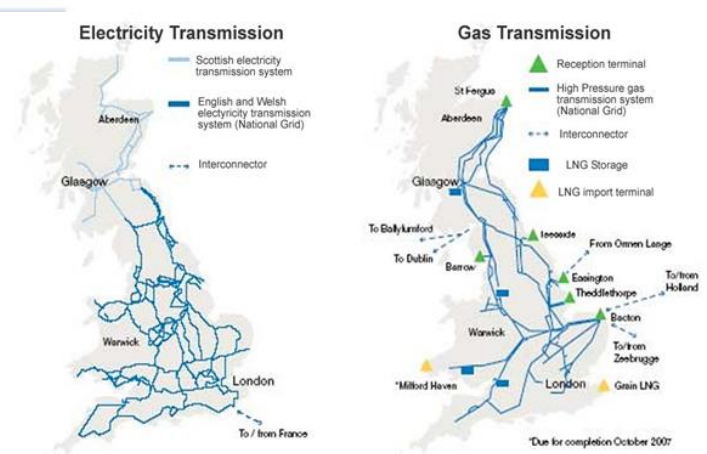 Electricity Transmission
Scottish electricity
transmission system
English and Welsh
electyricity transmission
system (National Grid)
Interconnector
Aberdeen
Glasgow
Warwick
London
To / from France
Gas Transmission
Reception terminal
High Pressure gas
transmission system
(National Grid)
Interconnector
LNG Storage
LNG import terminal
St Fergus
Aberdeen
Glasgow
To Ballylumford
To Dublin
Barrow
Teesside
From Ormen Lange
Easington
Theddlethorpe
To/from
Holland
Bacton
To/from
Zeebrugge
Warwick
*Milford Haven
London
Grain LNG
*Due for completion October 2007